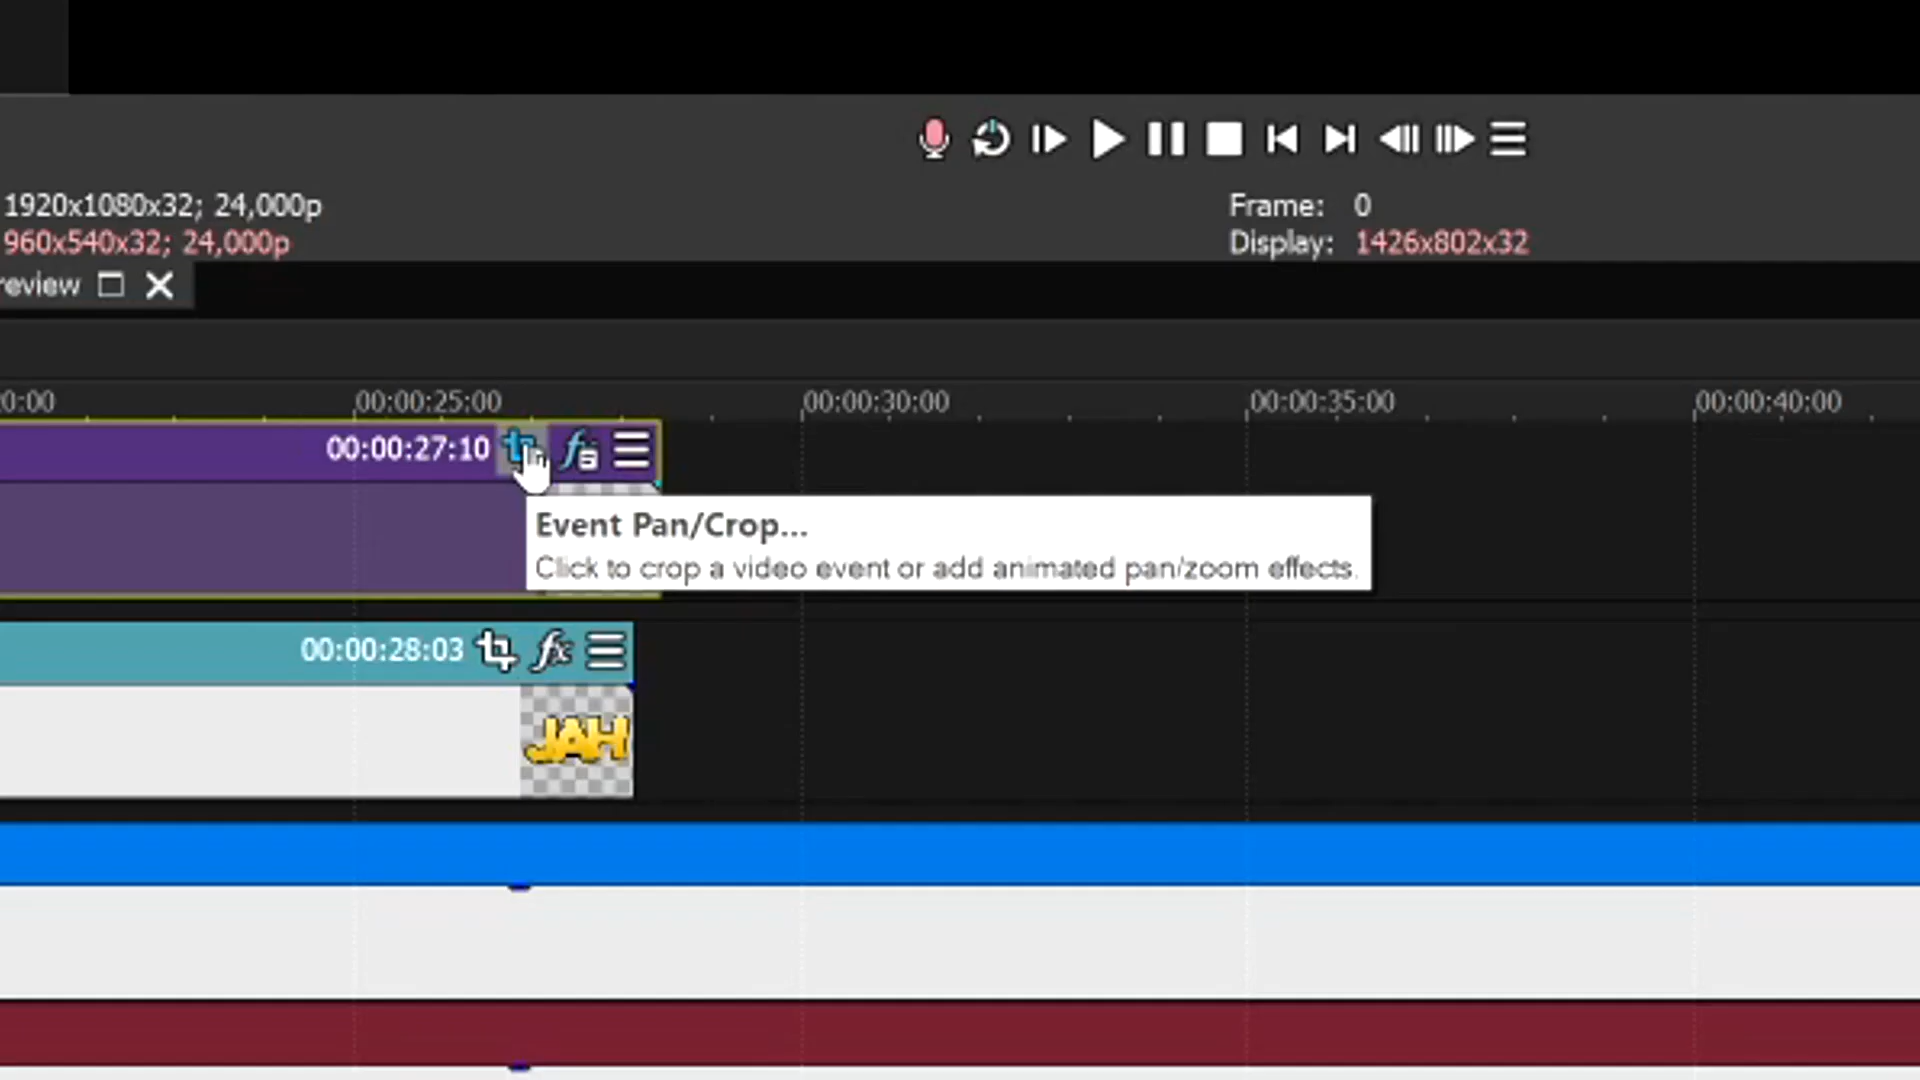 1920x1080x32; 24,000p
960x540x32; 24,000p
Frame: 0
Display: 1426x802x32
review
0:00
00:00:25:00
00:00:30:00
00:00:35:00
00:00:40:00
00:00:27:10
Event Pan/Crop...
Click to crop a video event or add animated pan/zoom effects.
00:00:28:03
JAH